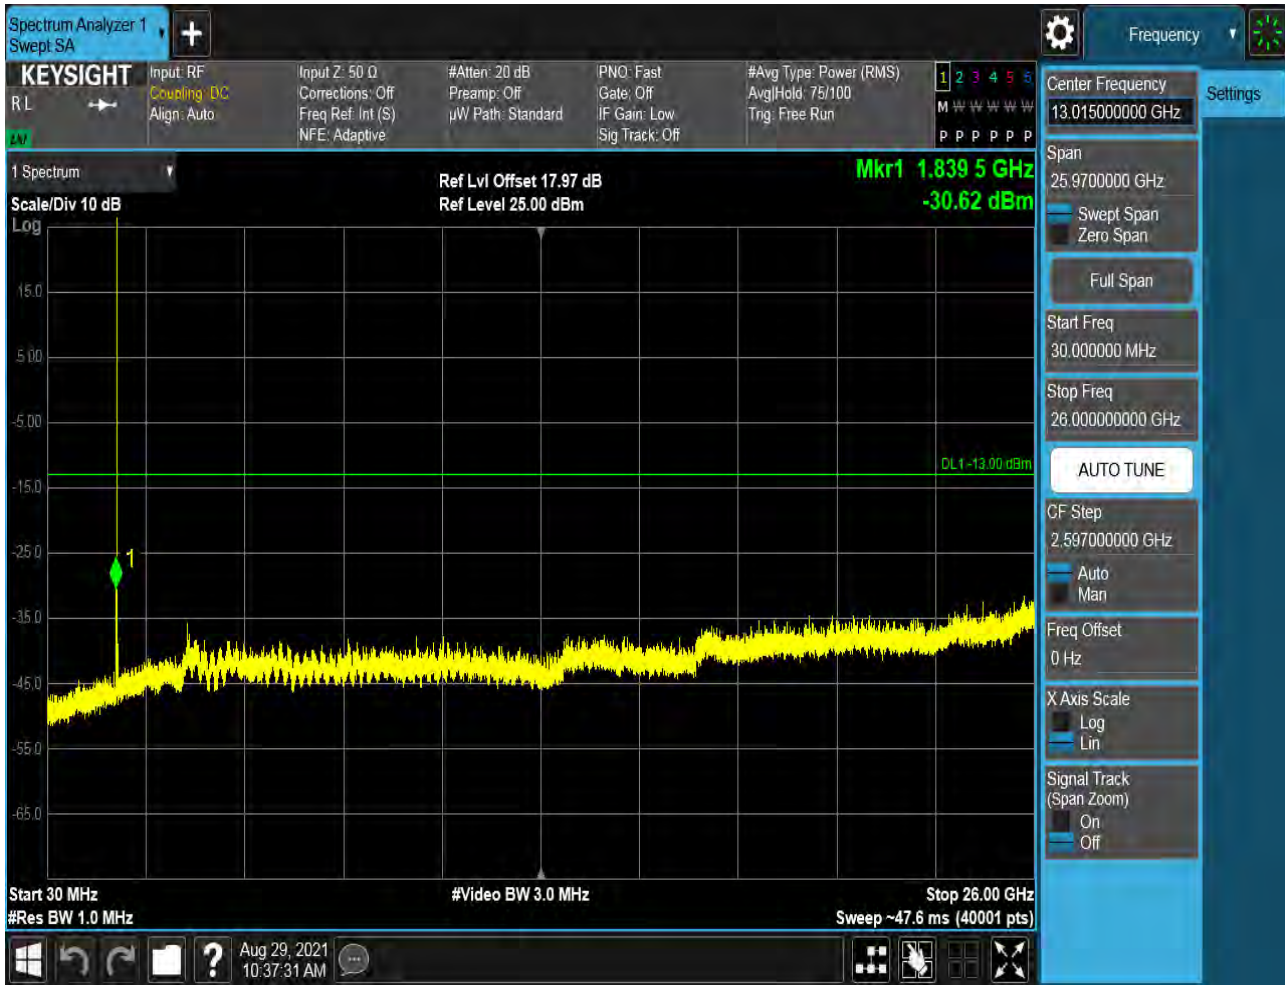 Spectrum Analyzer 1
Swept SA
Frequency
KEYSIGHT
R L
Input: RF
Coupling: DC
Align: Auto
Input Z: 50 Ω
Corrections: Off
Freq Ref: Int (S)
NFE: Adaptive
#Atten: 20 dB
Preamp: Off
µW Path: Standard
PNO: Fast
Gate: Off
IF Gain: Low
Sig Track: Off
#Avg Type: Power (RMS)
Avg|Hold: 75/100
Trig: Free Run
1 2 3 4 5 6
M W W W W W
P P P P P P
1 Spectrum
Scale/Div 10 dB
Log
Ref Lvl Offset 17.97 dB
Ref Level 25.00 dBm
Mkr1 1.839 5 GHz
-30.62 dBm
15.0
5.00
-5.00
-15.0
-25.0
-35.0
-45.0
-55.0
-65.0
DL1 -13.00 dBm
1
Start 30 MHz
#Res BW 1.0 MHz
#Video BW 3.0 MHz
Stop 26.00 GHz
Sweep ~47.6 ms (40001 pts)
Center Frequency
13.015000000 GHz
Settings
Span
25.9700000 GHz
Swept Span
Zero Span
Full Span
Start Freq
30.000000 MHz
Stop Freq
26.000000000 GHz
AUTO TUNE
CF Step
2.597000000 GHz
Auto
Man
Freq Offset
0 Hz
X Axis Scale
Log
Lin
Signal Track
(Span Zoom)
On
Off
?
Aug 29, 2021
10:37:31 AM